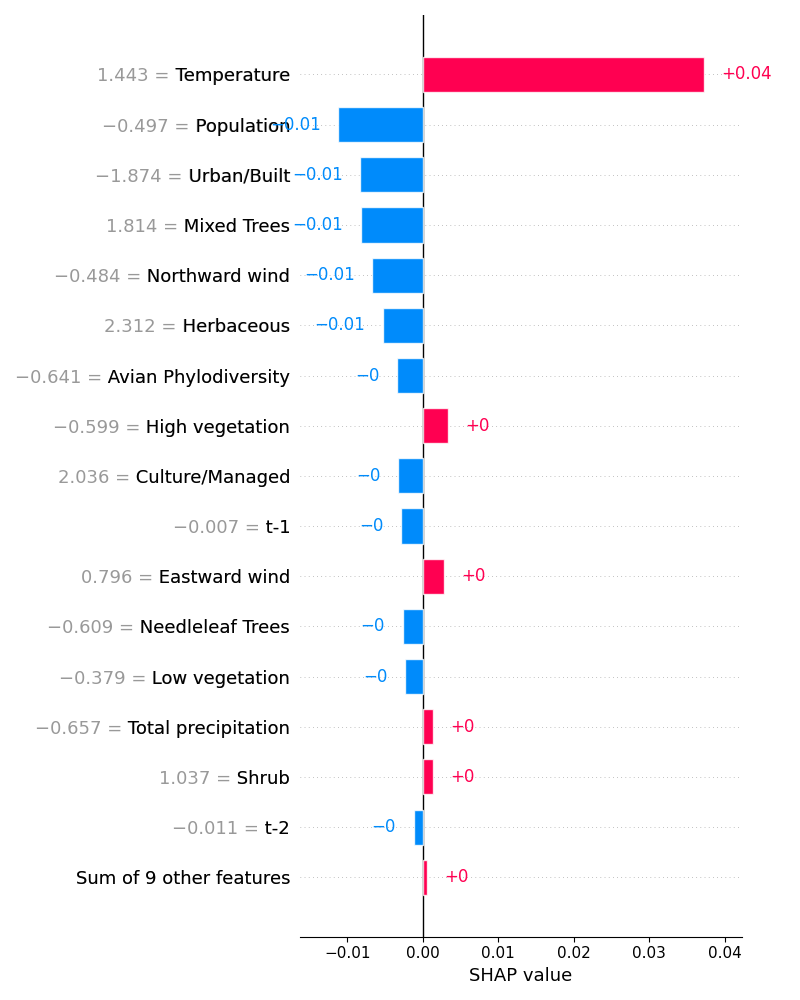 1.443 = Temperature +0.04
−0.497 = Population −0.01
−1.874 = Urban/Built −0.01
1.814 = Mixed Trees −0.01
−0.484 = Northward wind −0.01
2.312 = Herbaceous −0.01
−0.641 = Avian Phylodiversity −0
−0.599 = High vegetation +0
2.036 = Culture/Managed −0
−0.007 = t-1 −0
0.796 = Eastward wind +0
−0.609 = Needleleaf Trees −0
−0.379 = Low vegetation −0
−0.657 = Total precipitation +0
1.037 = Shrub +0
−0.011 = t-2 −0
Sum of 9 other features +0
−0.01 0.00 0.01 0.02 0.03 0.04
SHAP value